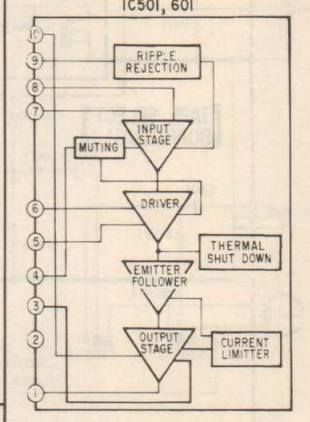 IC501, 601
10
9
RIPPLE
REJECTION
8
7
INPUT
STAGE
MUTING
DRIVER
6
5
THERMAL
SHUT DOWN
4
EMITTER
FOLLOWER
3
OUTPUT
STAGE
2
CURRENT
LIMITTER
1